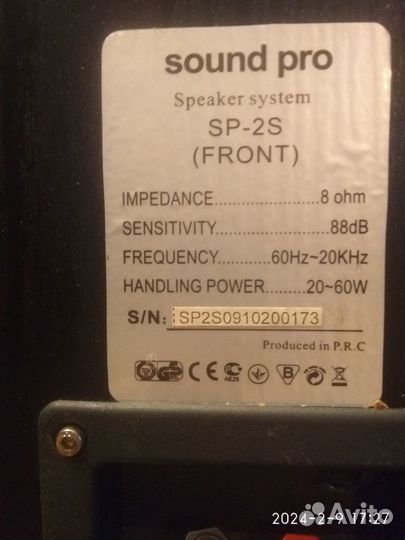 sound pro
Speaker system
SP-2S
(FRONT)
IMPEDANCE....................8 ohm
SENSITIVITY......................88dB
FREQUENCY..........60Hz~20KHz
HANDLING POWER.......20~60W
S/N: SP2S0910200173
Produced in P.R.C
2024-2-9 17:27
Avito